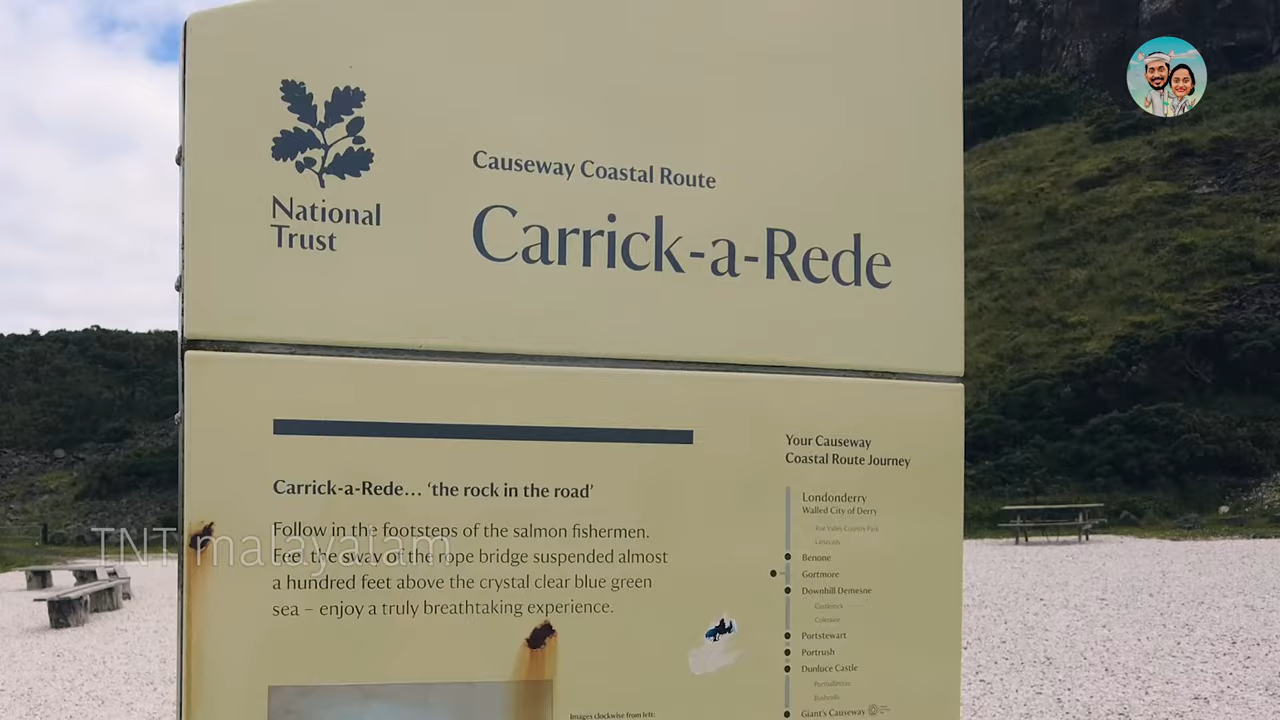 National
Trust
Causeway Coastal Route
Carrick-a-Rede
Carrick-a-Rede... ‘the rock in the road’
Follow in the footsteps of the salmon fishermen.
Feel the sway of the rope bridge suspended almost
a hundred feet above the crystal clear blue green
sea – enjoy a truly breathtaking experience.
Images clockwise from left:
Your Causeway
Coastal Route Journey
Londonderry
Walled City of Derry
Roe Valley Country Park
Limavady
Benone
Gortmore
Downhill Demesne
Castlerock
Coleraine
Portstewart
Portrush
Dunluce Castle
Portballintrae
Bushmills
Giant's Causeway
TNT malayalam